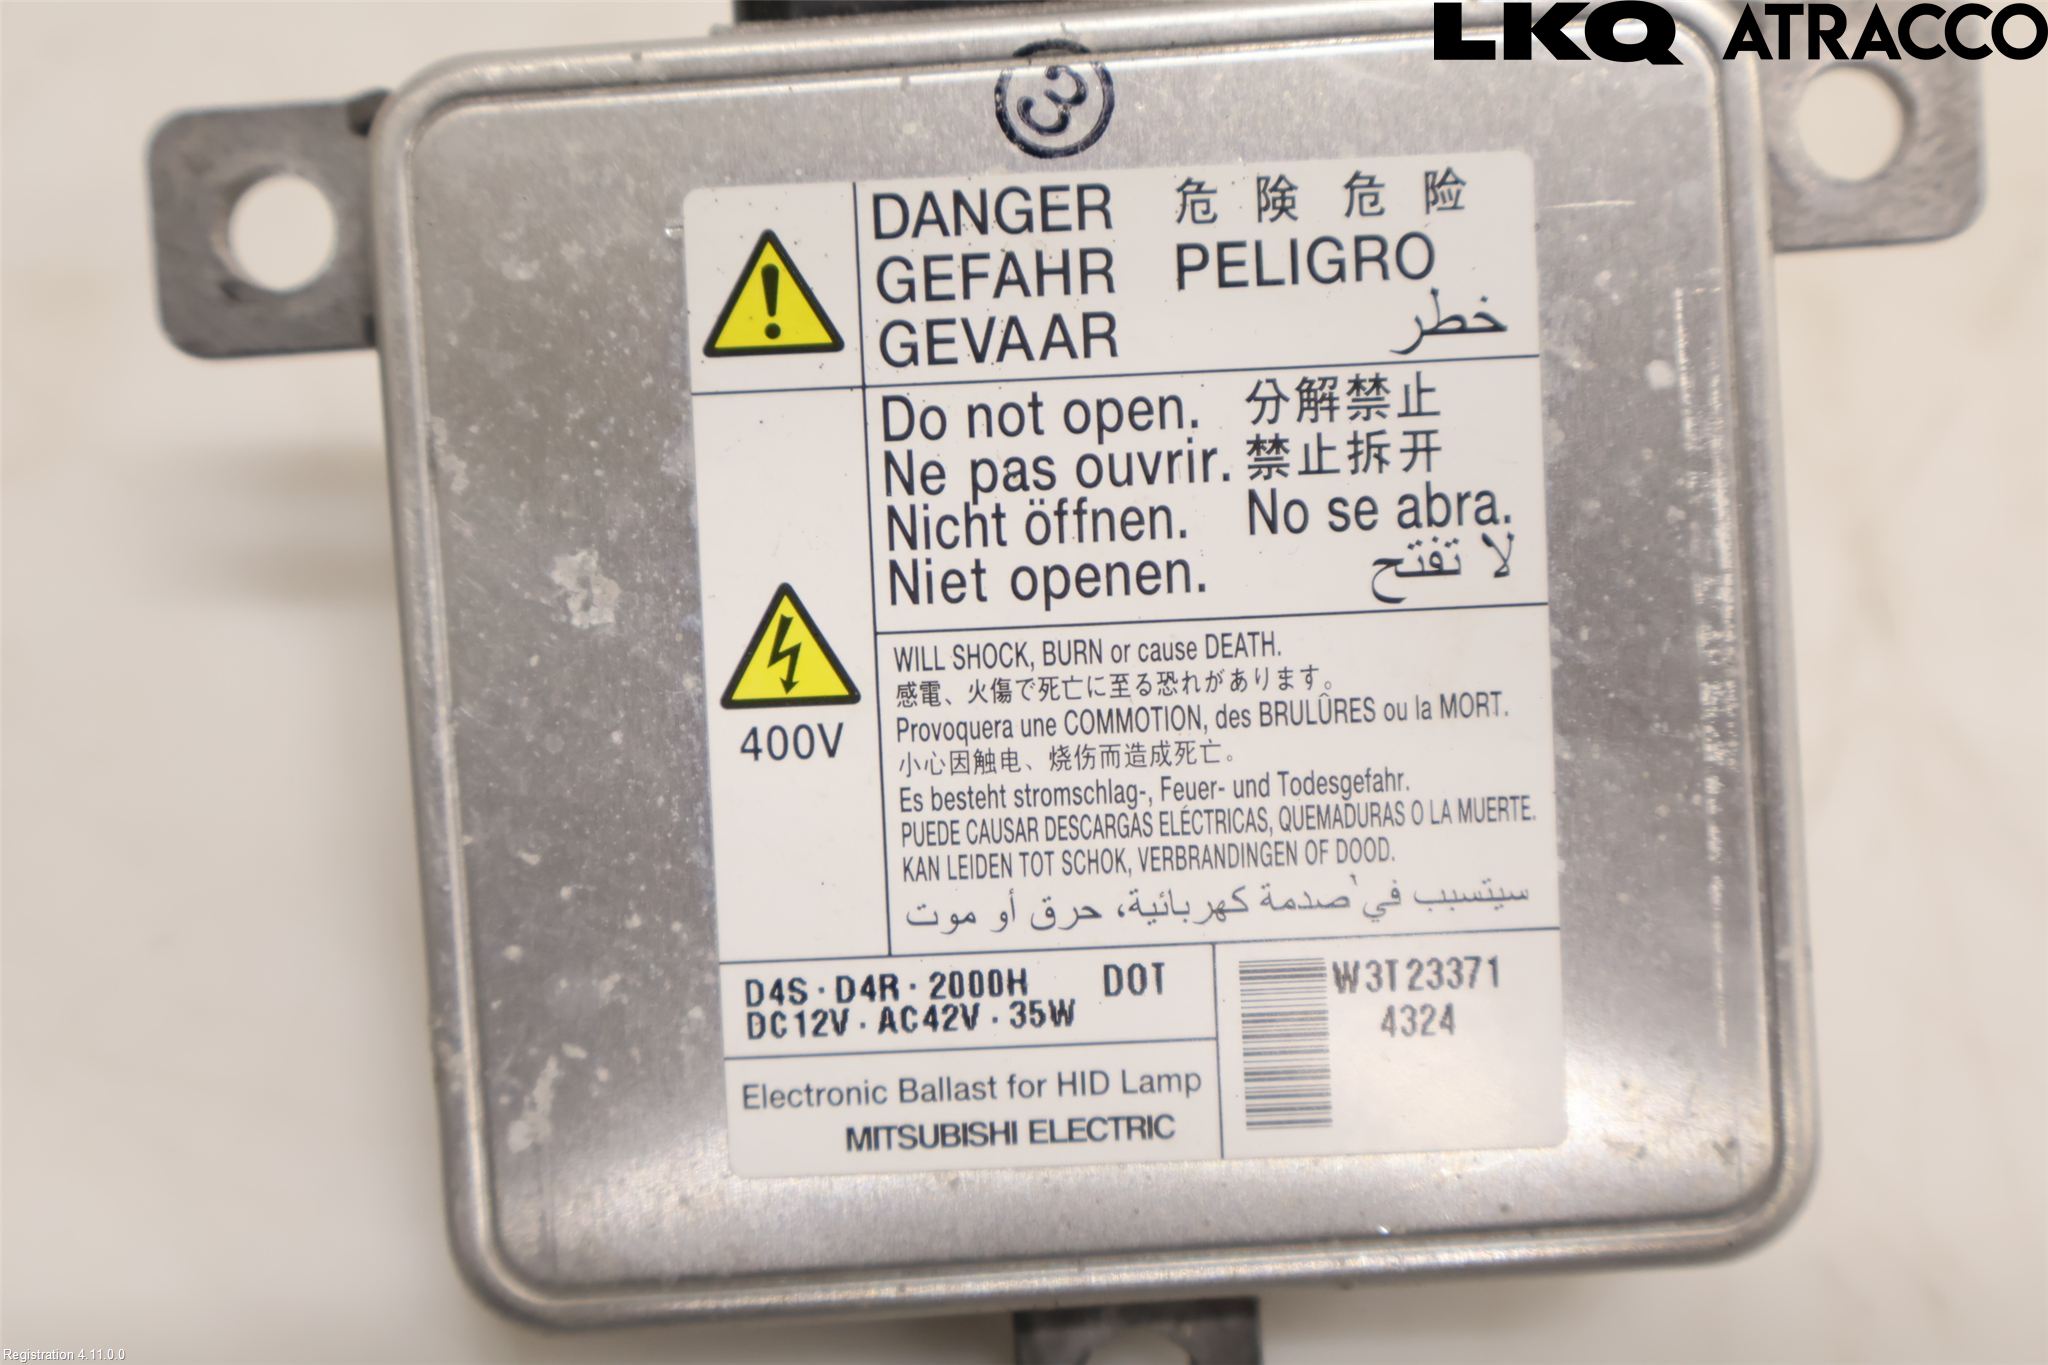 LKQ ATRACCO
3
DANGER 危険 危险
GEFAHR PELIGRO
GEVAAR خطر
Do not open. 分解禁止
Ne pas ouvrir. 禁止拆开
Nicht öffnen. No se abra.
Niet openen. لا تفتح
400V
WILL SHOCK, BURN or cause DEATH.
感電、火傷で死亡に至る恐れがあります。
Provoquera une COMMOTION, des BRULÛRES ou la MORT.
小心因触电、烧伤而造成死亡。
Es besteht stromschlag-, Feuer- und Todesgefahr.
PUEDE CAUSAR DESCARGAS ELÉCTRICAS, QUEMADURAS O LA MUERTE.
KAN LEIDEN TOT SCHOK, VERBRANDINGEN OF DOOD.
سيتسبب في صدمة كهربائية، حرق أو موت
D4S · D4R · 2000H DOT
DC12V · AC42V · 35W
W3T23371
4324
Electronic Ballast for HID Lamp
MITSUBISHI ELECTRIC
Registration 4.11.0.0